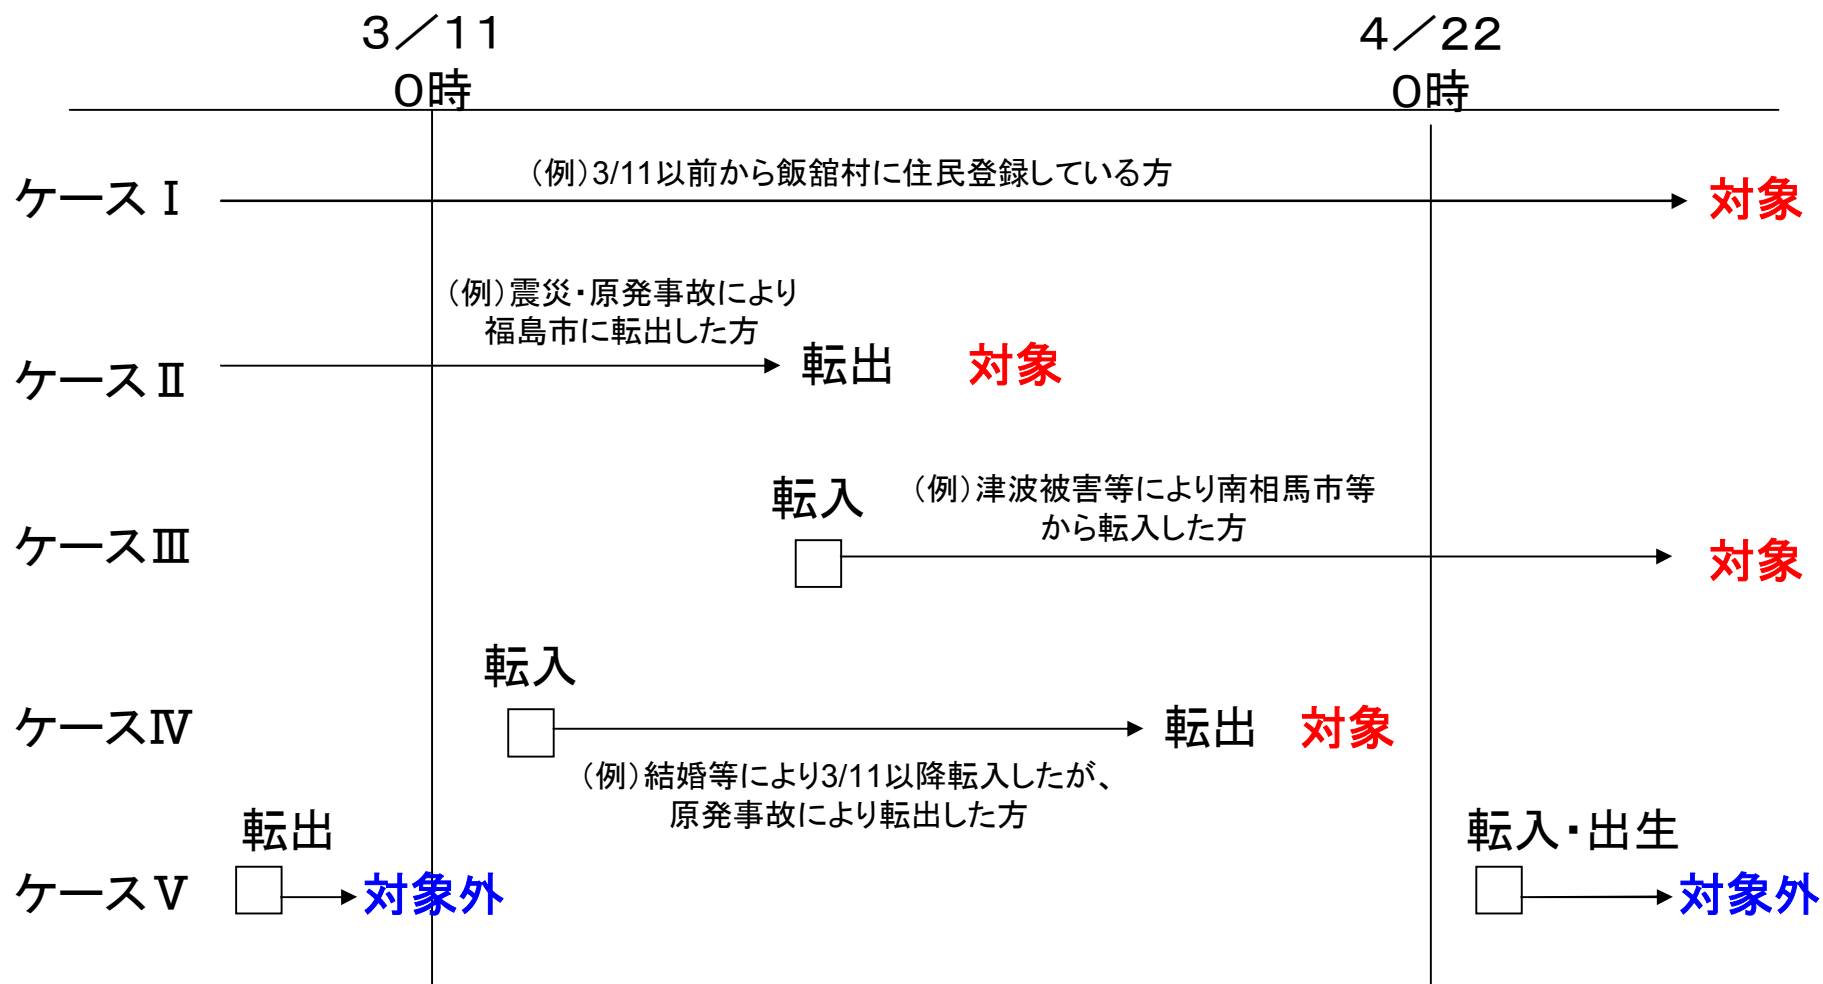 ３／１１
０時
４／２２
０時
ケースⅠ
（例）3/11以前から飯舘村に住民登録している方
対象
ケースⅡ
（例）震災・原発事故により
福島市に転出した方
転出
対象
ケースⅢ
転入
（例）津波被害等により南相馬市等
から転入した方
対象
ケースⅣ
転入
転出
対象
（例）結婚等により3/11以降転入したが、
原発事故により転出した方
ケースⅤ
転出
対象外
転入・出生
対象外